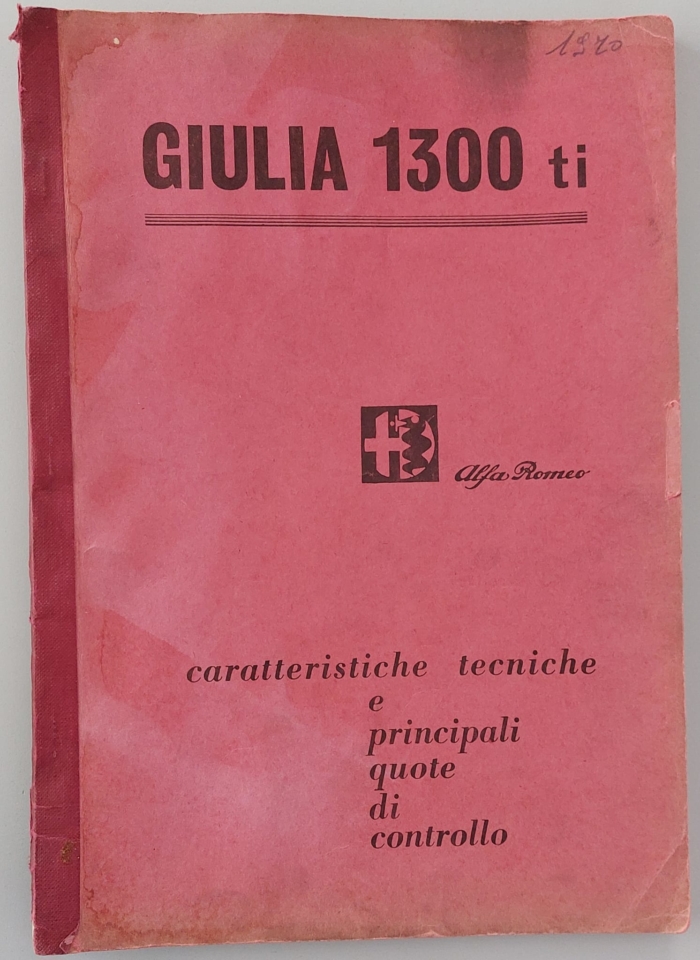 1970
GIULIA 1300 ti
Alfa Romeo
caratteristiche tecniche
e
principali
quote
di
controllo